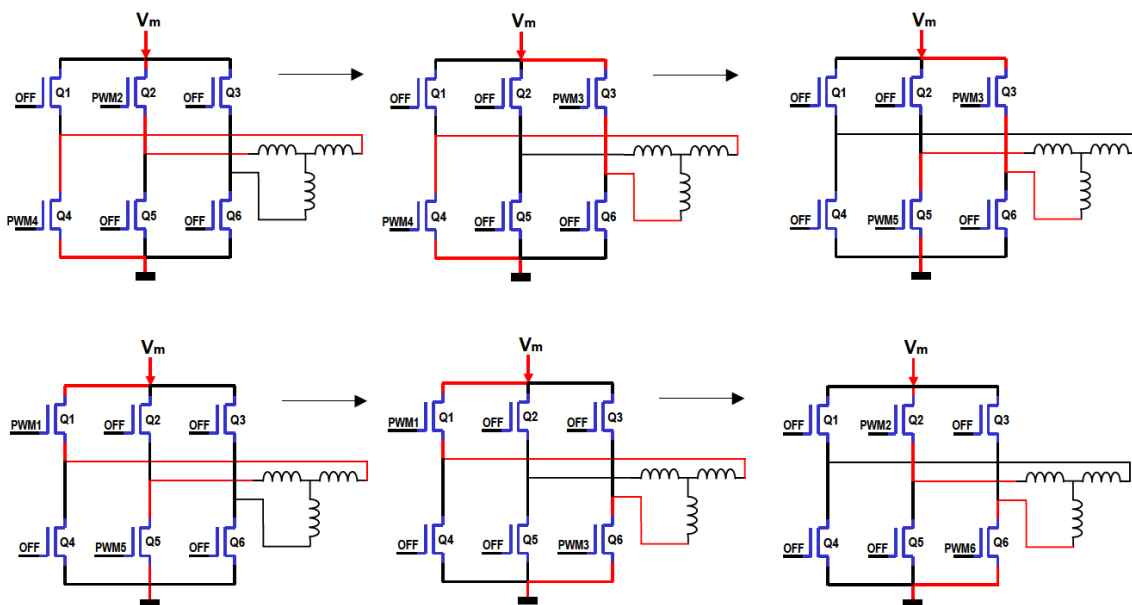 Vm
Q1 Q2 Q3
OFF PWM2 OFF
Q4 Q5 Q6
PWM4 OFF OFF
Vm
Q1 Q2 Q3
OFF OFF PWM3
Q4 Q5 Q6
PWM4 OFF OFF
Vm
Q1 Q2 Q3
OFF OFF PWM3
Q4 Q5 Q6
OFF PWM5 OFF
Vm
Q1 Q2 Q3
PWM1 OFF OFF
Q4 Q5 Q6
OFF PWM5 OFF
Vm
Q1 Q2 Q3
PWM1 OFF OFF
Q4 Q5 Q6
OFF OFF PWM3
Vm
Q1 Q2 Q3
OFF PWM2 OFF
Q4 Q5 Q6
OFF OFF PWM6